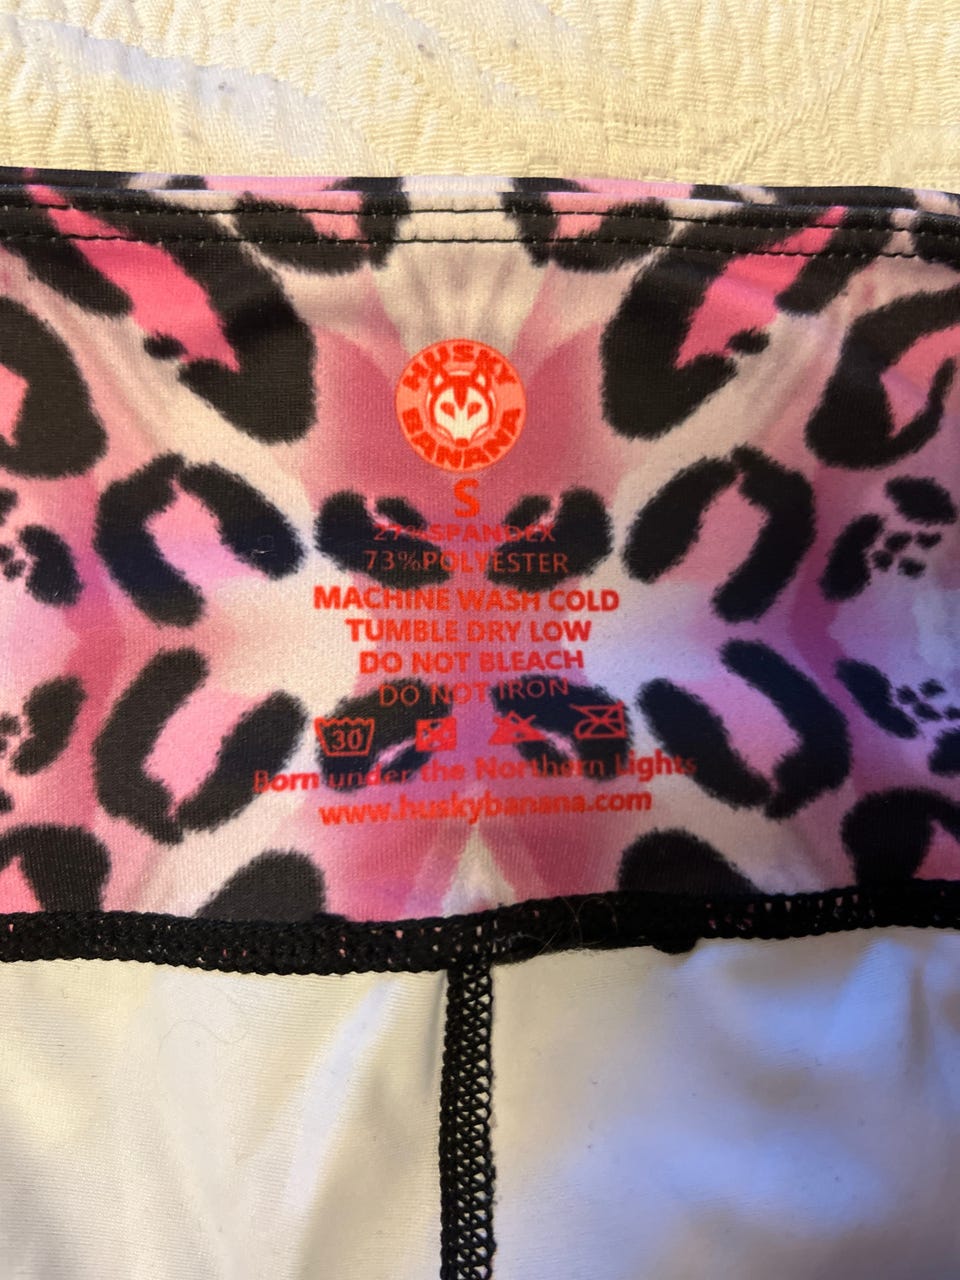 HUSKY
BANANA
S
27%SPANDEX
73%POLYESTER
MACHINE WASH COLD
TUMBLE DRY LOW
DO NOT BLEACH
DO NOT IRON
30
Born under the Northern Lights
www.huskybanana.com